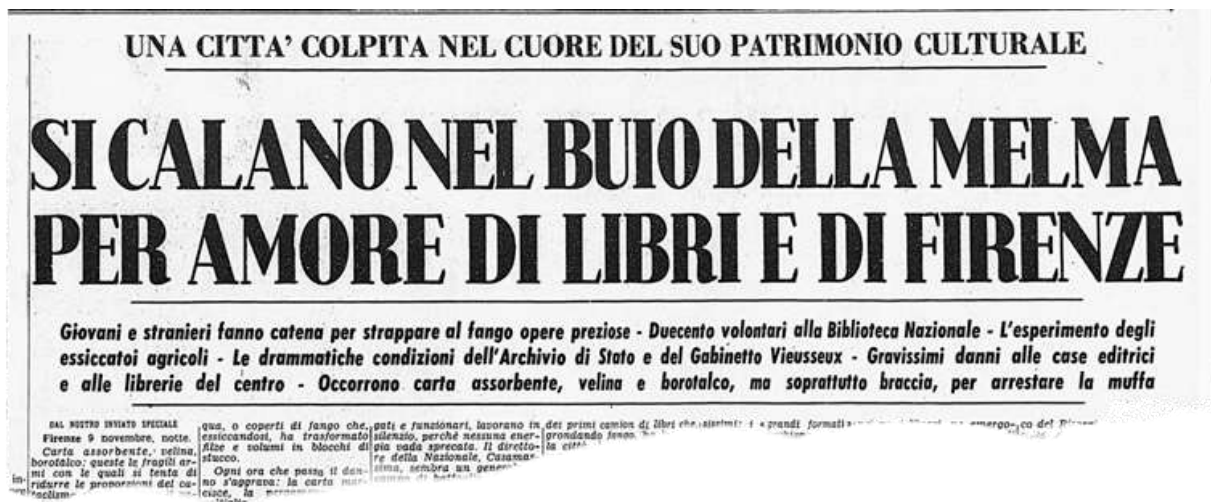 UNA CITTA' COLPITA NEL CUORE DEL SUO PATRIMONIO CULTURALE
SI CALANO NEL BUIO DELLA MELMA
PER AMORE DI LIBRI E DI FIRENZE
Giovani e stranieri fanno catena per strappare al fango opere preziose - Duecento volontari alla Biblioteca Nazionale - L'esperimento degli
essiccatoi agricoli - Le drammatiche condizioni dell'Archivio di Stato e del Gabinetto Vieusseux - Gravissimi danni alle case editrici
e alle librerie del centro - Occorrono carta assorbente, velina e borotalco, ma soprattutto braccia, per arrestare la muffa
DAL NOSTRO INVIATO SPECIALE
Firenze 9 novembre, notte.
Carta assorbente, velina,
borotalco: queste le fragili ar-
mi con le quali si tenta di
ridurre le proporzioni del ca-
taclisma
qua, o coperti di fango che,
essiccandosi, ha trasformato
filze e volumi in blocchi di
stucco.
Ogni ora che passa il dan-
no s'aggrava: la carta mar-
cisce, la
gati e funzionari, lavorano in
silenzio, perchè nessuna ener-
gia vada sprecata. Il diretto-
re della Nazionale, Casamas-
sima, sembra un
dei primi camion di libri che
grondando fango, ha
la città
i grandi formati